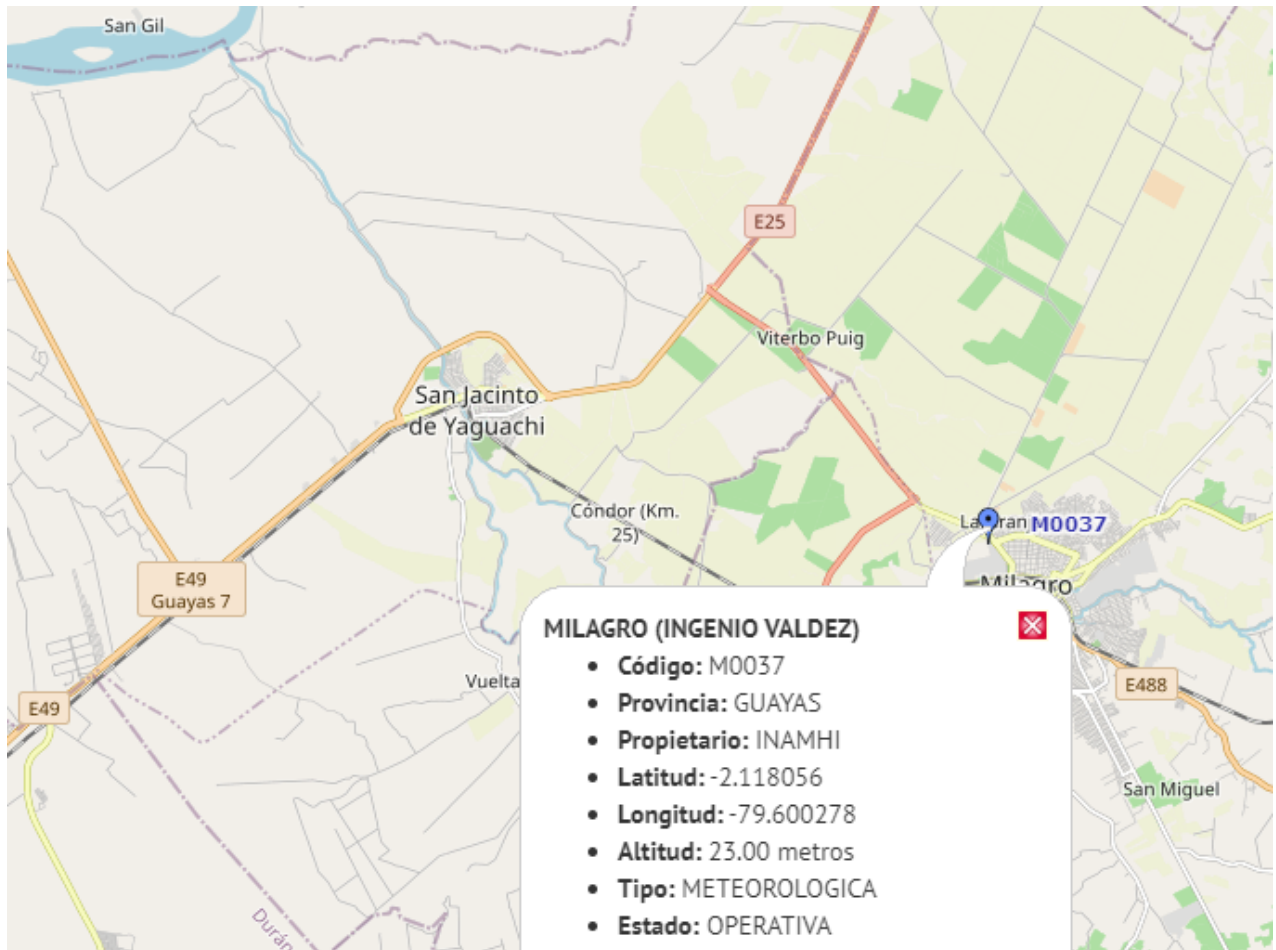 San Gil
E25
Viterbo Puig
San Jacinto
de Yaguachi
Cóndor (Km.
25)
M0037
E49
Guayas 7
Milagro
MILAGRO (INGENIO VALDEZ)
Código: M0037
Provincia: GUAYAS
Propietario: INAMHI
Latitud: -2.118056
Longitud: -79.600278
Altitud: 23.00 metros
Tipo: METEOROLOGICA
Estado: OPERATIVA
Vuelta
E49
E488
San Miguel
Durán